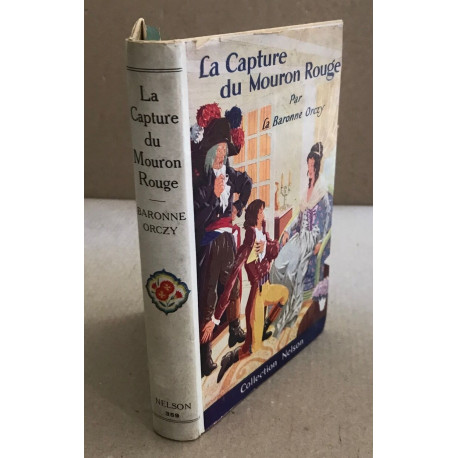 La
Capture
du
Mouron
Rouge
BARONNE
ORCZY
NELSON
La Capture
du Mouron Rouge
Par
la Baronne Orczy
Collection Nelson